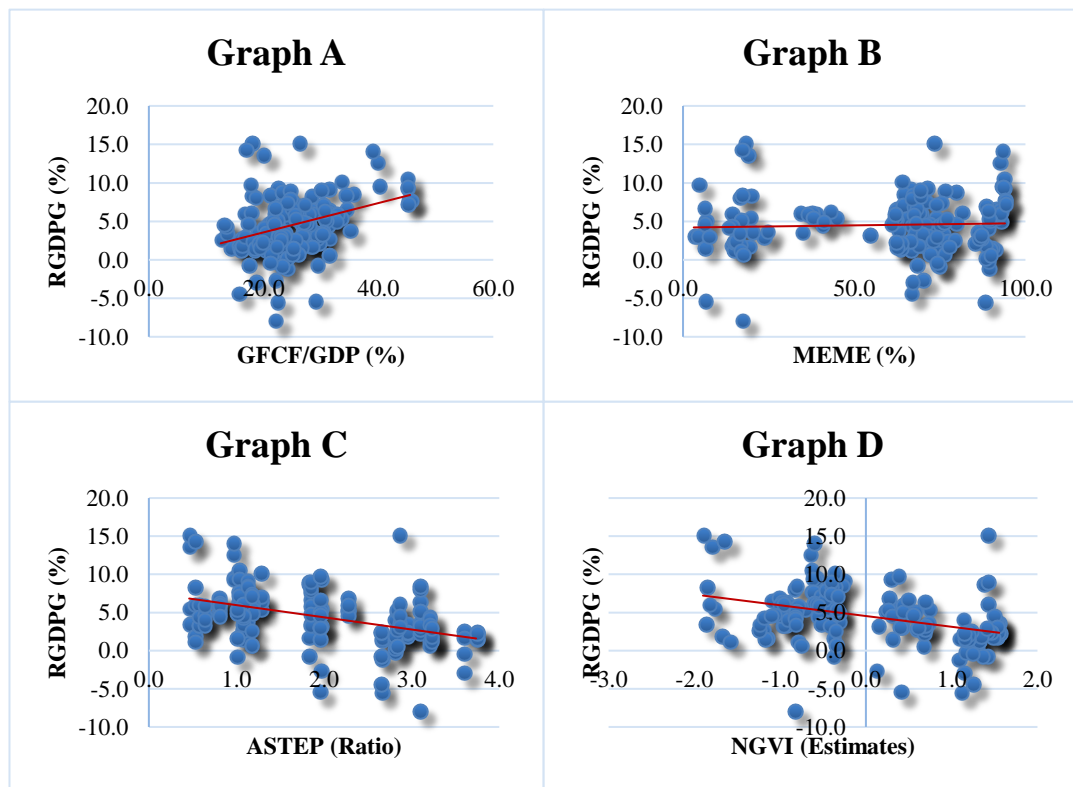 Graph A
20.0
15.0
10.0
5.0
0.0
-5.0
-10.0
0.0 20.0 40.0 60.0
RGDPG (%)
GFCF/GDP (%)
Graph B
20.0
15.0
10.0
5.0
0.0
-5.0
-10.0
0.0 50.0 100.0
RGDPG (%)
MEME (%)
Graph C
20.0
15.0
10.0
5.0
0.0
-5.0
-10.0
0.0 1.0 2.0 3.0 4.0
RGDPG (%)
ASTEP (Ratio)
Graph D
20.0
15.0
10.0
5.0
0.0
-5.0
-10.0
-3.0 -2.0 -1.0 0.0 1.0 2.0
RGDPG (%)
NGVI (Estimates)